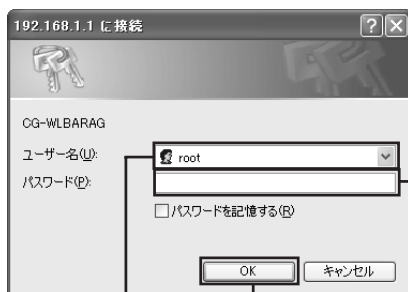 192.168.1.1 に接続
CG-WLBARAG
ユーザー名(U):
root
パスワード(P):
パスワードを記憶する(R)
OK
キャンセル